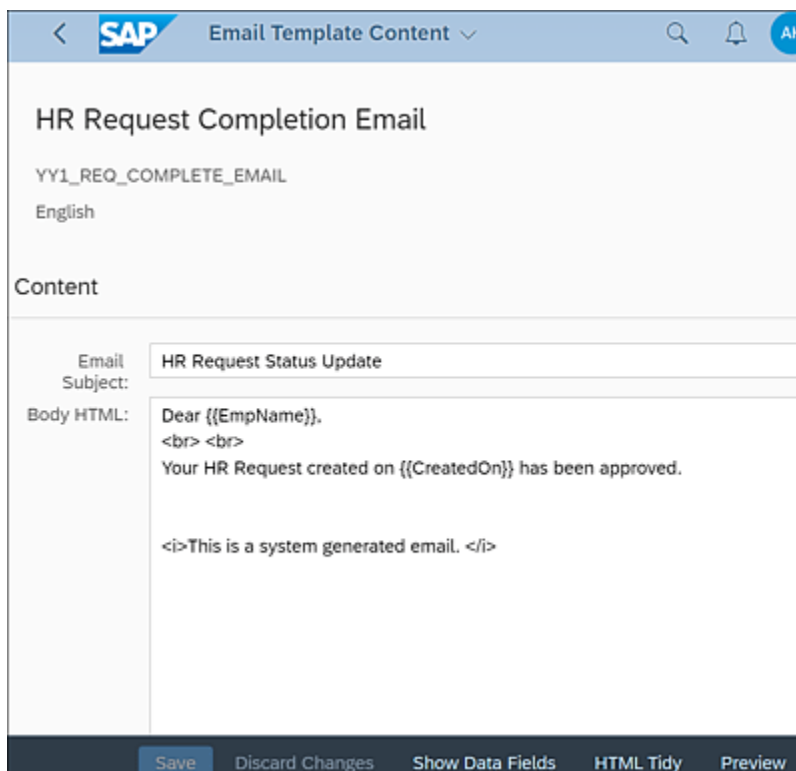 SAP Email Template Content
AH
HR Request Completion Email
YY1_REQ_COMPLETE_EMAIL
English
Content
Email Subject: HR Request Status Update
Body HTML: Dear {{EmpName}},
<br> <br>
Your HR Request created on {{CreatedOn}} has been approved.
<i>This is a system generated email. </i>
Save Discard Changes Show Data Fields HTML Tidy Preview